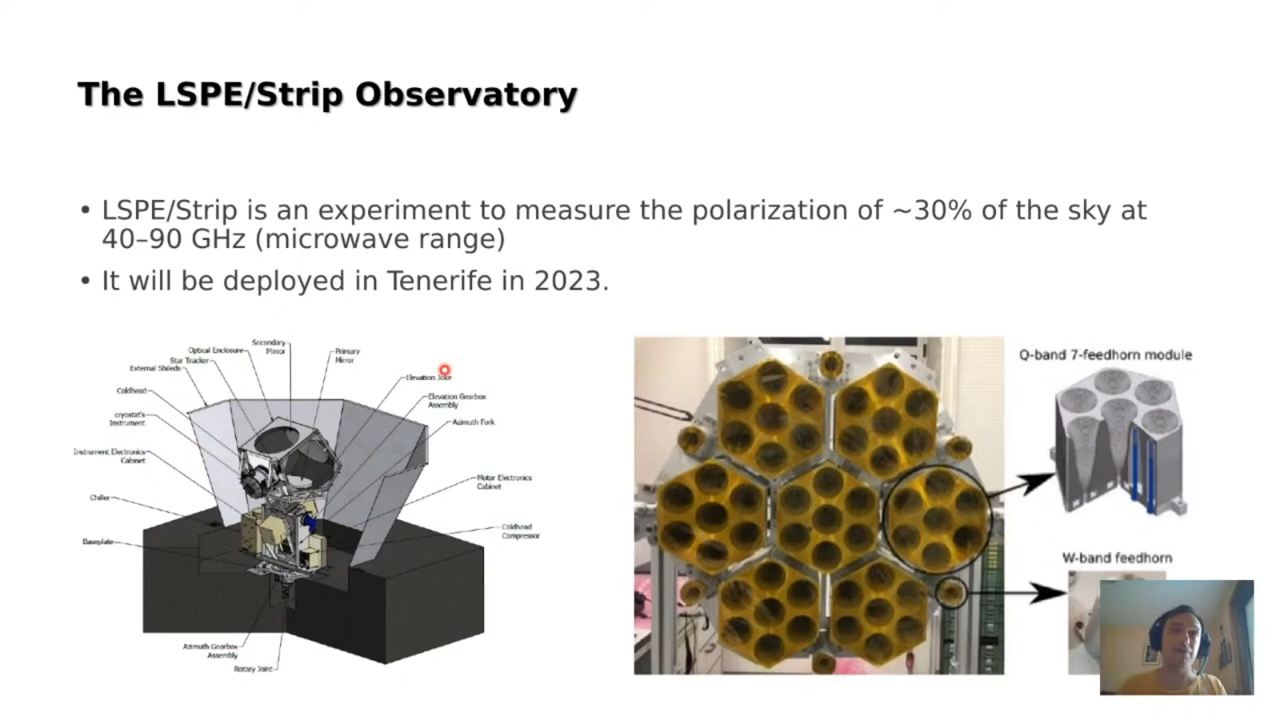 The LSPE/Strip Observatory
• LSPE/Strip is an experiment to measure the polarization of ~30% of the sky at
40–90 GHz (microwave range)
• It will be deployed in Tenerife in 2023.
Secondary
Mirror
Optical Enclosure
Star Tracker
External Shields
Coldhead
cryostat's
Instrument
Instrument Electronics
Cabinet
Chiller
Baseplate
Azimuth Gearbox
Assembly
Rotary Joint
Primary
Mirror
Elevation
Elevation Gearbox
Assembly
Azimuth Fork
Motor Electronics
Cabinet
Coldhead
Compressor
Q-band 7-feedhorn module
W-band feedhorn